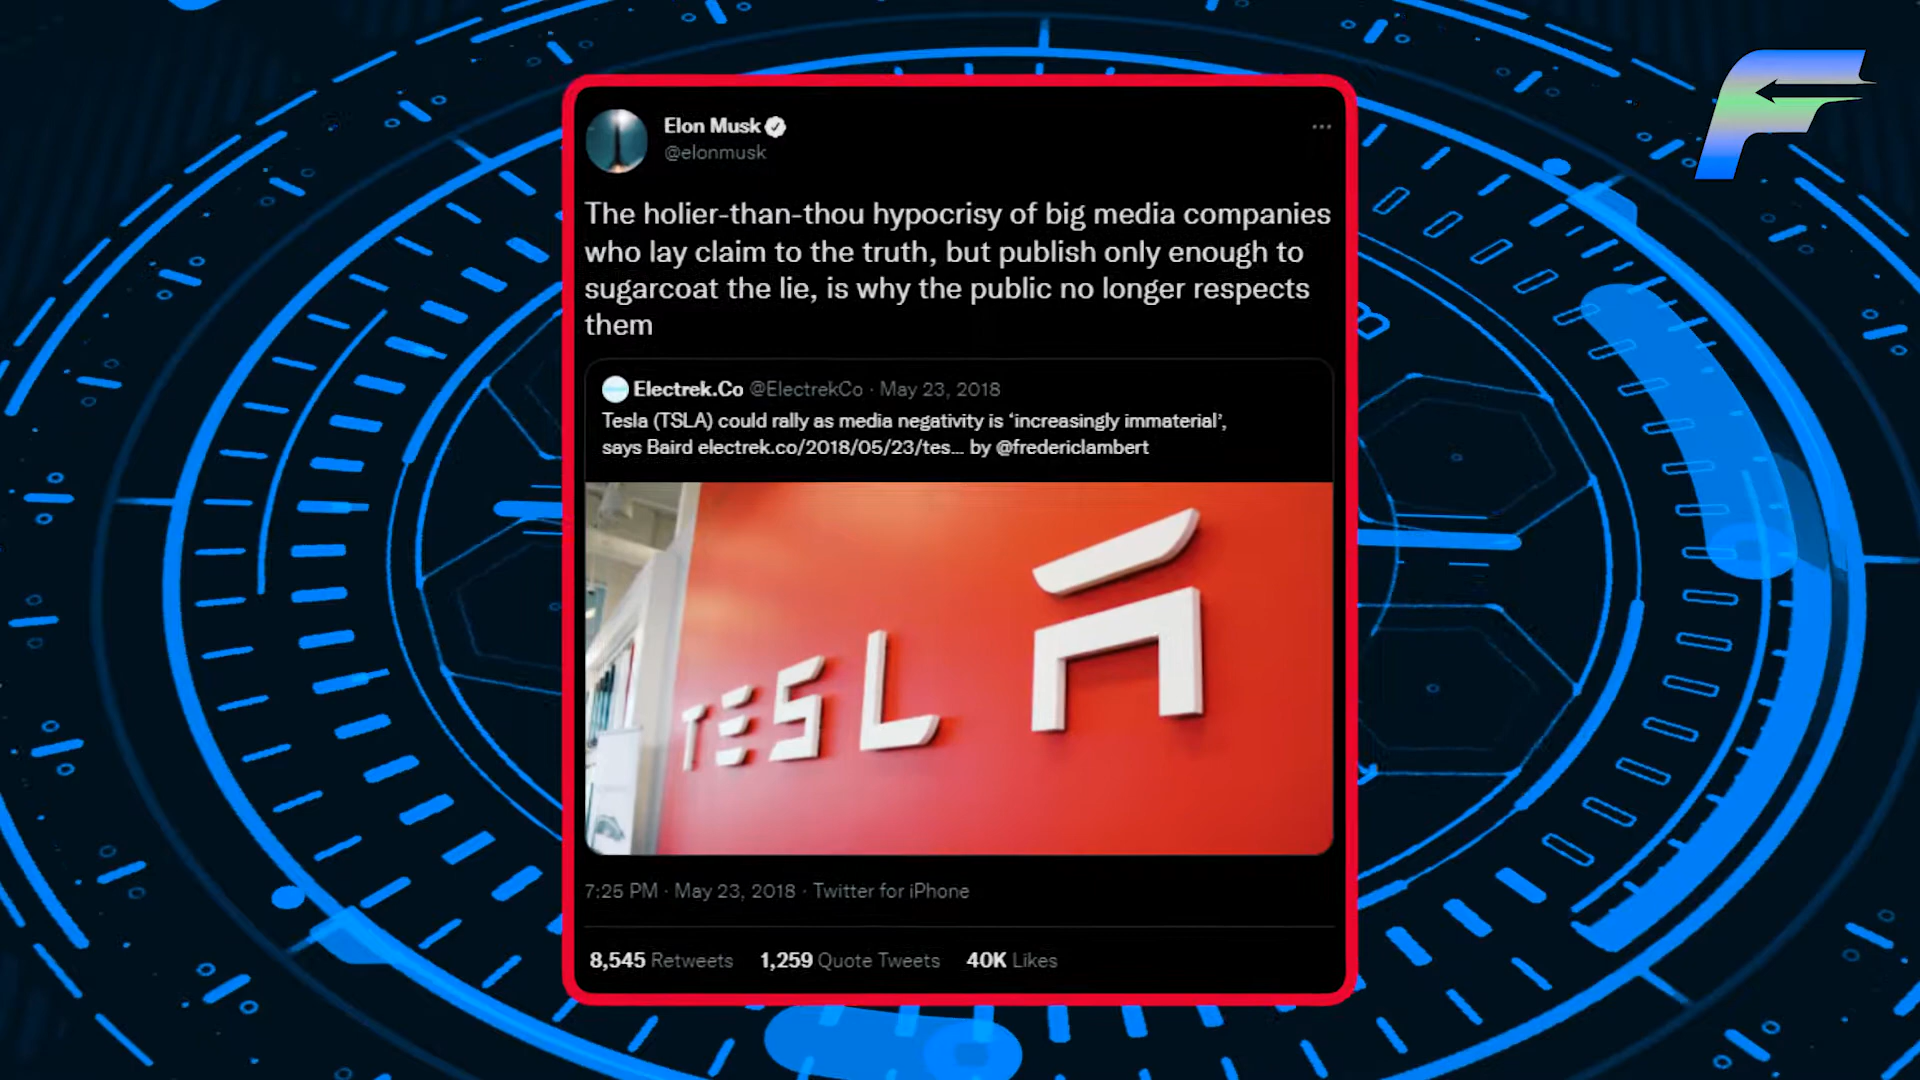 Elon Musk
@elonmusk
The holier-than-thou hypocrisy of big media companies
who lay claim to the truth, but publish only enough to
sugarcoat the lie, is why the public no longer respects
them
Electrek.Co @ElectrekCo · May 23, 2018
Tesla (TSLA) could rally as media negativity is ‘increasingly immaterial’,
says Baird electrek.co/2018/05/23/tes... by @fredericlambert
TESLA
7:25 PM · May 23, 2018 · Twitter for iPhone
8,545 Retweets 1,259 Quote Tweets 40K Likes
F